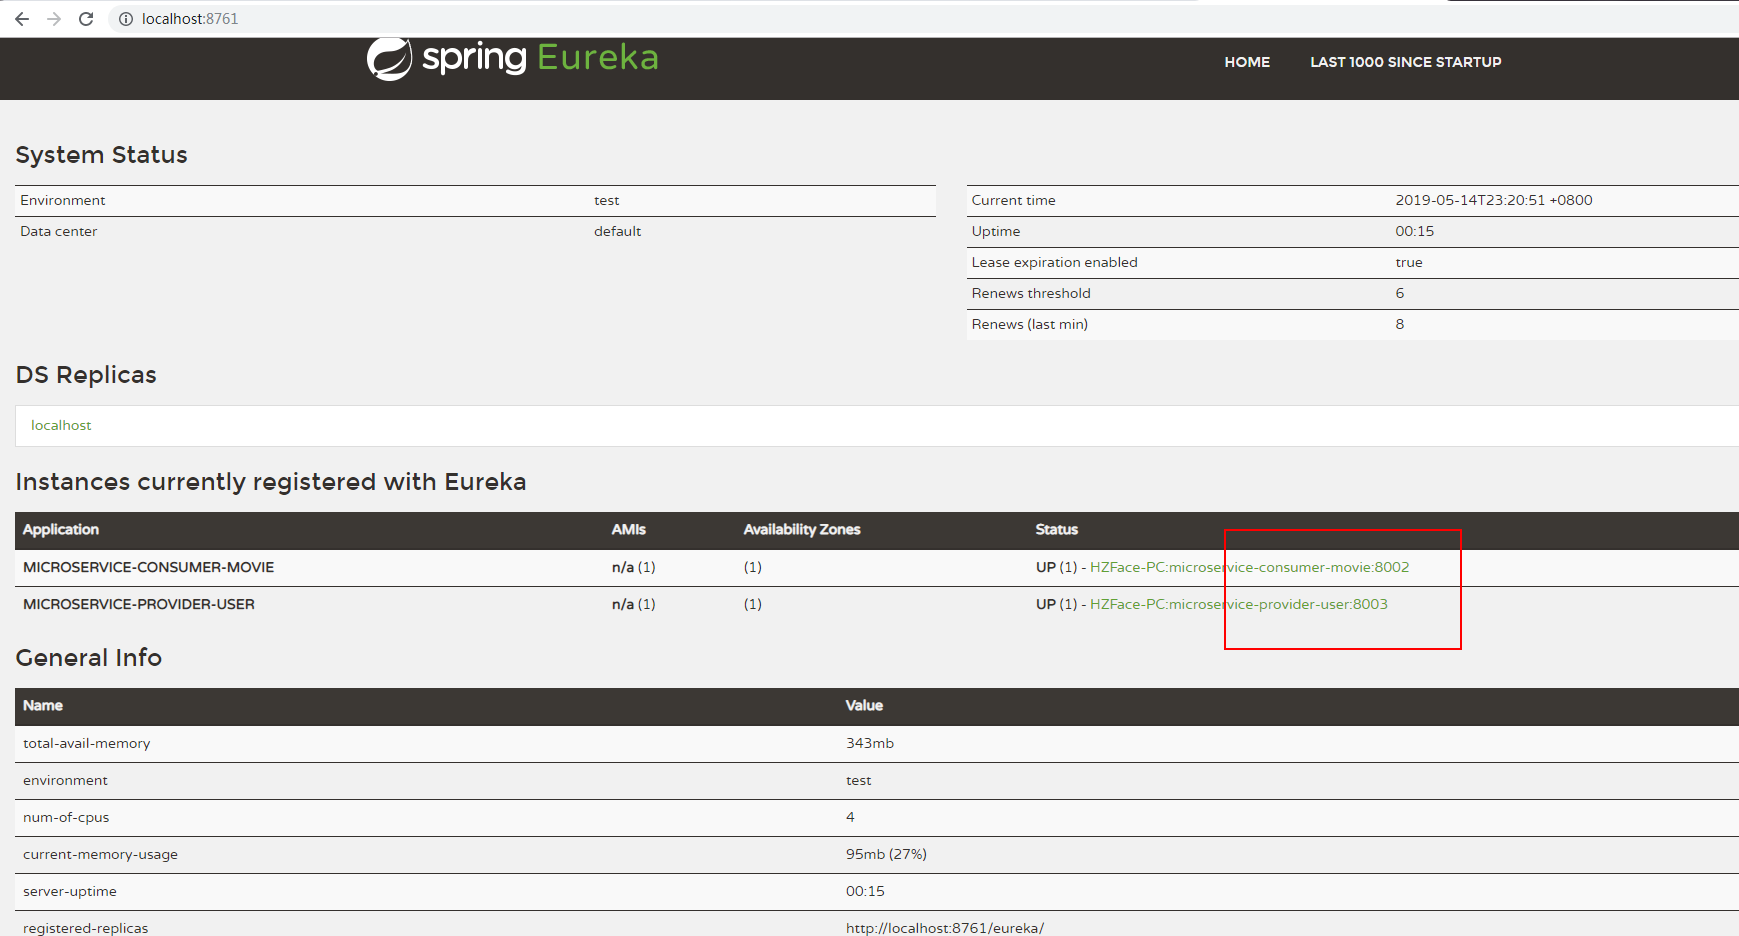 localhost:8761
spring Eureka
HOME LAST 1000 SINCE STARTUP
System Status
Environment test
Data center default
Current time 2019-05-14T23:20:51 +0800
Uptime 00:15
Lease expiration enabled true
Renews threshold 6
Renews (last min) 8
DS Replicas
localhost
Instances currently registered with Eureka
Application AMIs Availability Zones Status
MICROSERVICE-CONSUMER-MOVIE n/a (1) (1) UP (1) - HZFace-PC:microservice-consumer-movie:8002
MICROSERVICE-PROVIDER-USER n/a (1) (1) UP (1) - HZFace-PC:microservice-provider-user:8003
General Info
Name Value
total-avail-memory 343mb
environment test
num-of-cpus 4
current-memory-usage 95mb (27%)
server-uptime 00:15
registered-replicas http://localhost:8761/eureka/